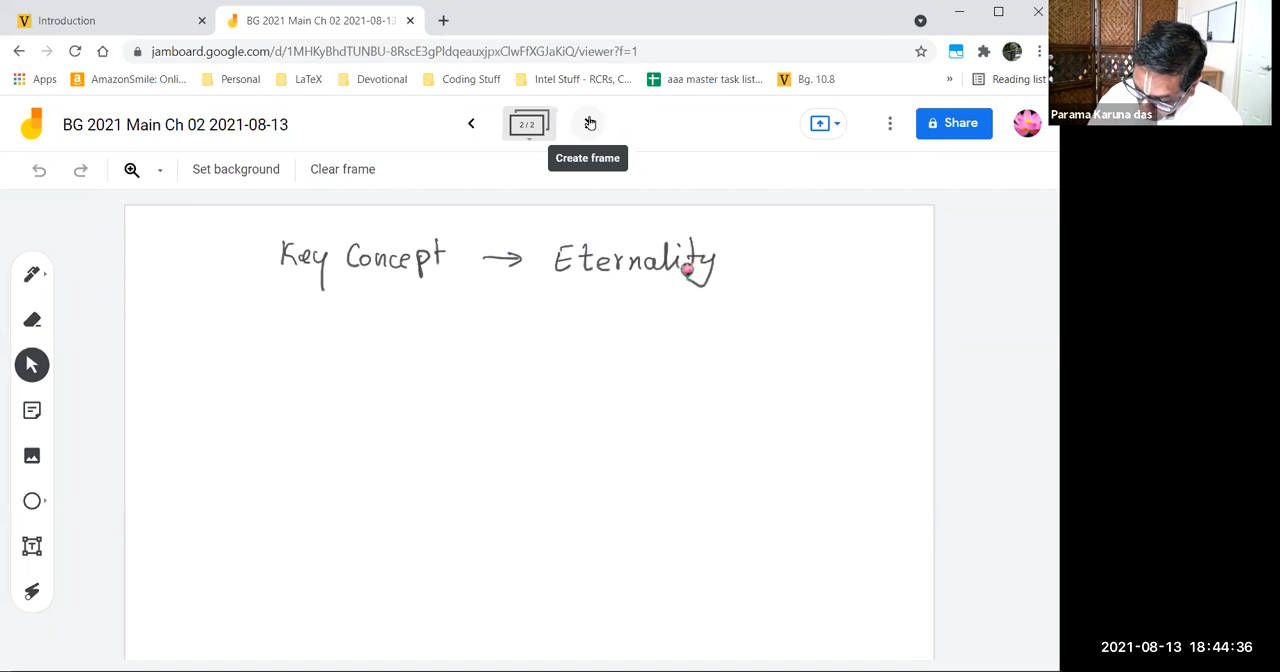 Introduction
BG 2021 Main Ch 02 2021-08-13
jamboard.google.com/d/1MHKyBhdTUNBU-8RscE3gPldqeauxjpxClwFfXGJaKiQ/viewer?f=1
Apps AmazonSmile: Onli... Personal LaTeX Devotional Coding Stuff Intel Stuff - RCRs, C... aaa master task list... Bg. 10.8 » Reading list
Parama Karuna das
BG 2021 Main Ch 02 2021-08-13
2 / 2
Share
Create frame
Set background Clear frame
Key Concept → Eternality
2021-08-13 18:44:36